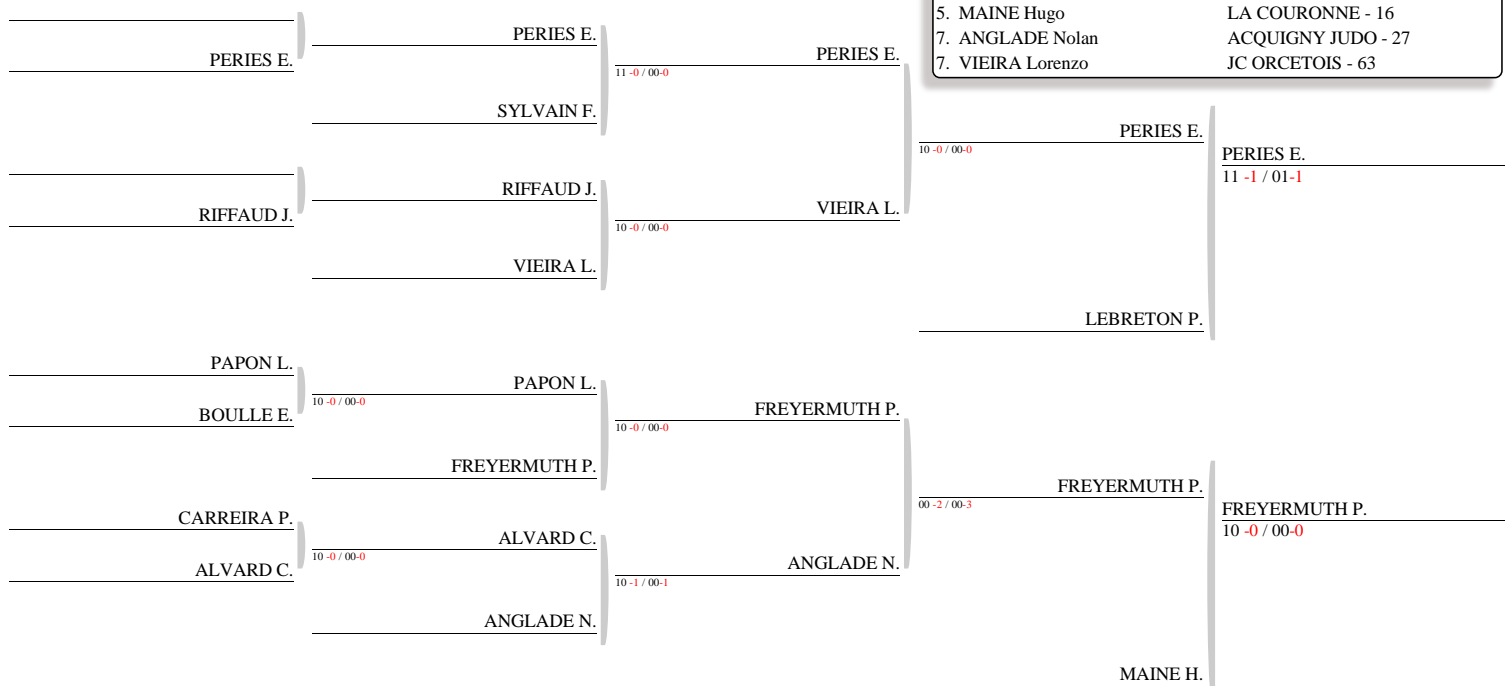 5. MAINE Hugo LA COURONNE - 16
7. ANGLADE Nolan ACQUIGNY JUDO - 27
7. VIEIRA Lorenzo JC ORCETOIS - 63
PERIES E.
RIFFAUD J.
PAPON L.
BOULLE E.
CARREIRA P.
ALVARD C.
PERIES E.
SYLVAIN F.
RIFFAUD J.
VIEIRA L.
PAPON L.
10 -0 / 00-0
FREYERMUTH P.
ALVARD C.
10 -0 / 00-0
ANGLADE N.
PERIES E.
11 -0 / 00-0
VIEIRA L.
10 -0 / 00-0
FREYERMUTH P.
10 -0 / 00-0
ANGLADE N.
10 -1 / 00-1
PERIES E.
10 -0 / 00-0
LEBRETON P.
FREYERMUTH P.
00 -2 / 00-3
MAINE H.
PERIES E.
11 -1 / 01-1
FREYERMUTH P.
10 -0 / 00-0